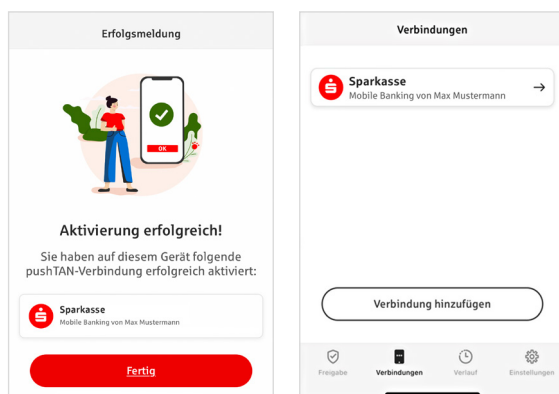 Erfolgsmeldung
OK
Aktivierung erfolgreich!
Sie haben auf diesem Gerät folgende
pushTAN-Verbindung erfolgreich aktiviert:
Sparkasse
Mobile Banking von Max Mustermann
Fertig
Verbindungen
Sparkasse
Mobile Banking von Max Mustermann
Verbindung hinzufügen
Freigabe
Verbindungen
Verlauf
Einstellungen